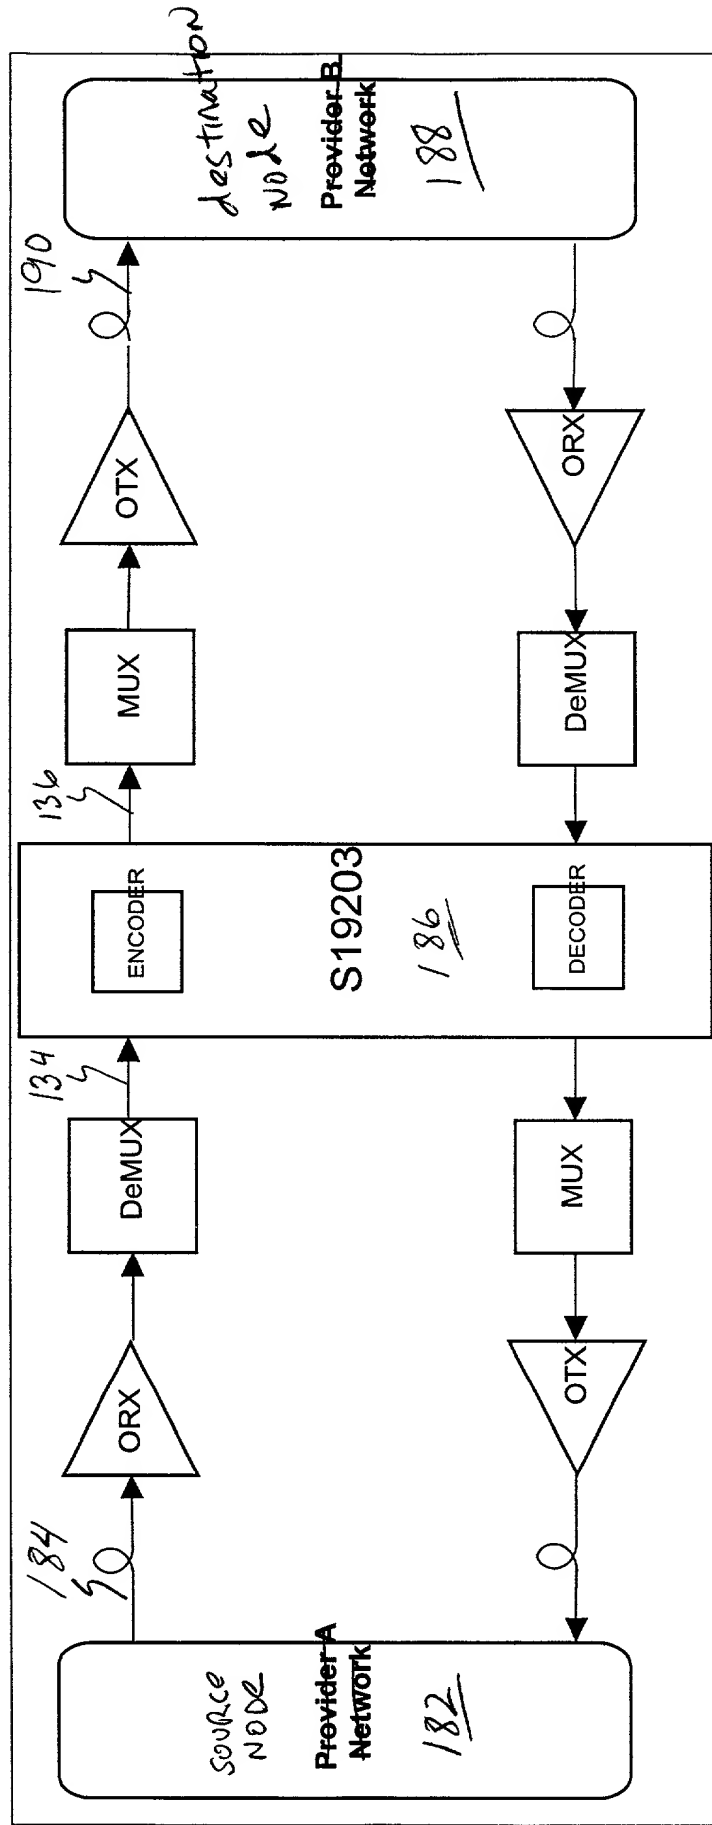 184
134
136
190
ORX
DeMUX
ENCODER
MUX
OTX
SOURCE
NODE
Provider A
Network
182
S19203
186
destination
NODE
Provider B
Network
188
OTX
MUX
DECODER
DeMUX
ORX